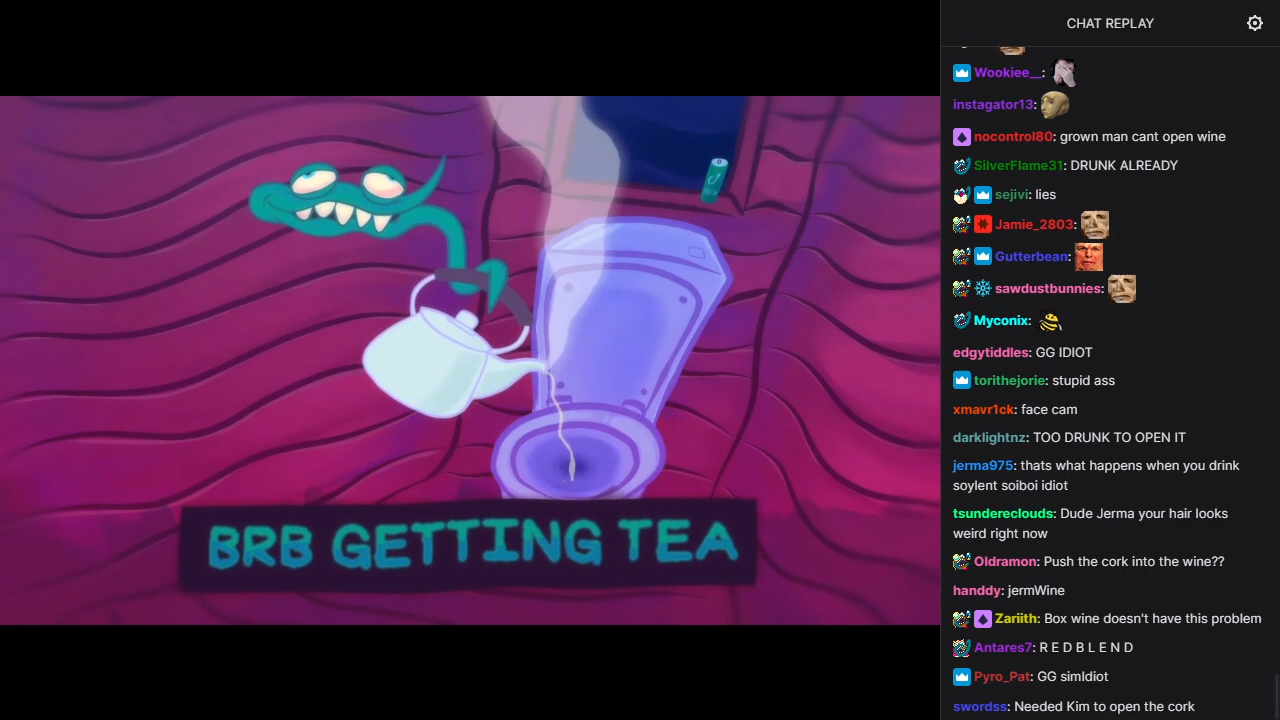 CHAT REPLAY
Wookiee__:
instagator13:
nocontrol80: grown man cant open wine
SilverFlame31: DRUNK ALREADY
sejivi: lies
Jamie_2803:
Gutterbean:
sawdustbunnies:
Myconix:
edgytiddles: GG IDIOT
torithejorie: stupid ass
xmavr1ck: face cam
darklightnz: TOO DRUNK TO OPEN IT
jerma975: thats what happens when you drink
soylent soiboi idiot
tsundereclouds: Dude Jerma your hair looks
weird right now
Oldramon: Push the cork into the wine??
handdy: jermWine
Zariith: Box wine doesn't have this problem
Antares7: R E D B L E N D
Pyro_Pat: GG simIdiot
swordss: Needed Kim to open the cork
BRB GETTING TEA